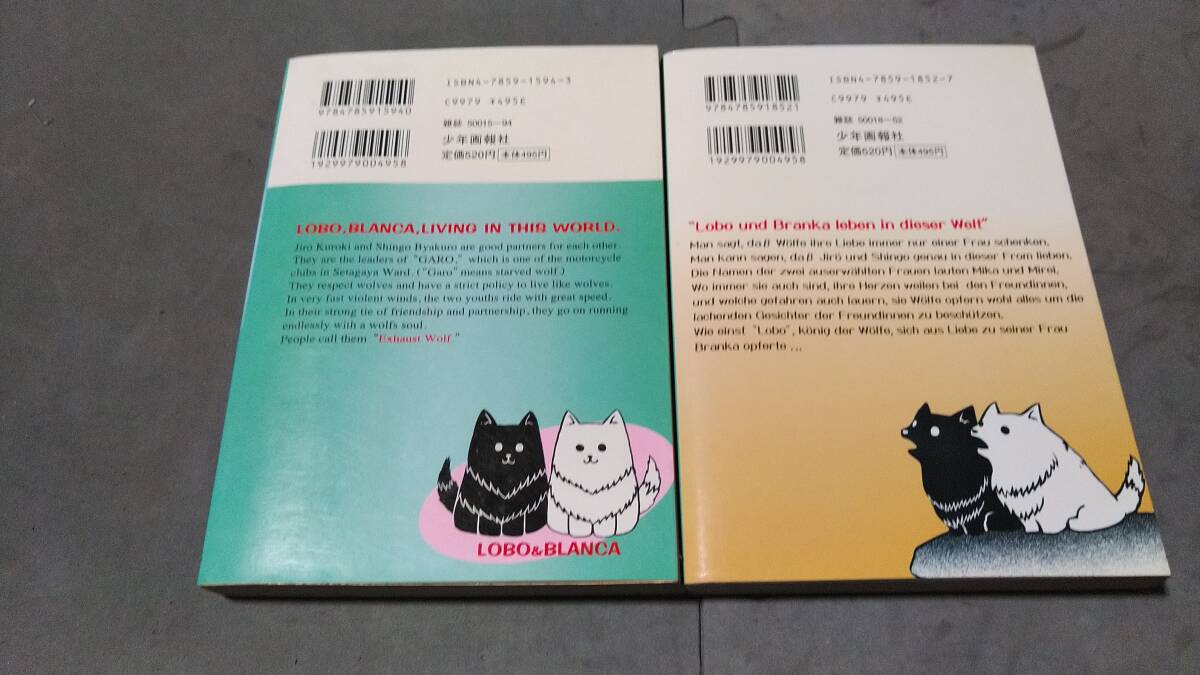 ISBN4-7859-1594-3
C9979 ¥495E
9784785915940
雑誌 50015-94
少年画報社
定価520円 本体495円
1929979004958
LOBO,BLANCA,LIVING IN THIS WORLD.
Jiro Kuroki and Shingo Byakuro are good partners for each other.
They are the leaders of "GARO," which is one of the motorcycle
clubs in Setagaya Ward. ("Garo" means starved wolf.)
They respect wolves and have a strict policy to live like wolves.
In very fast violent winds, the two youths ride with great speed.
In their strong tie of friendship and partnership, they go on running
endlessly with a wolfs soul.
People call them "Exhaust Wolf"
LOBO&BLANCA
ISBN4-7859-1852-7
C9979 ¥495E
9784785918521
雑誌 50016-52
少年画報社
定価520円 本体495円
1929979004958
"Lobo und Branka leben in dieser Welt"
Man sagt, daβ Wölfe ihre Liebe immer nur einer Frau schenken,
Man kann sagen, daβ Jirō und Shingo genau in dieser From lieben,
Die Namen der zwei auserwählten Frauen lauten Mika und Mirei,
Wo immer sie auch sind, ihre Herzen weilen bei den Freundinnen,
und welche gefahren auch lauern, sie Wölfe opfern wohl alles um die
lachenden Gesichter der Freundinnen zu beschützen,
Wie einst "Lobo", könig der Wölfe, sich aus Liebe zu seiner Frau
Branka opferte ...